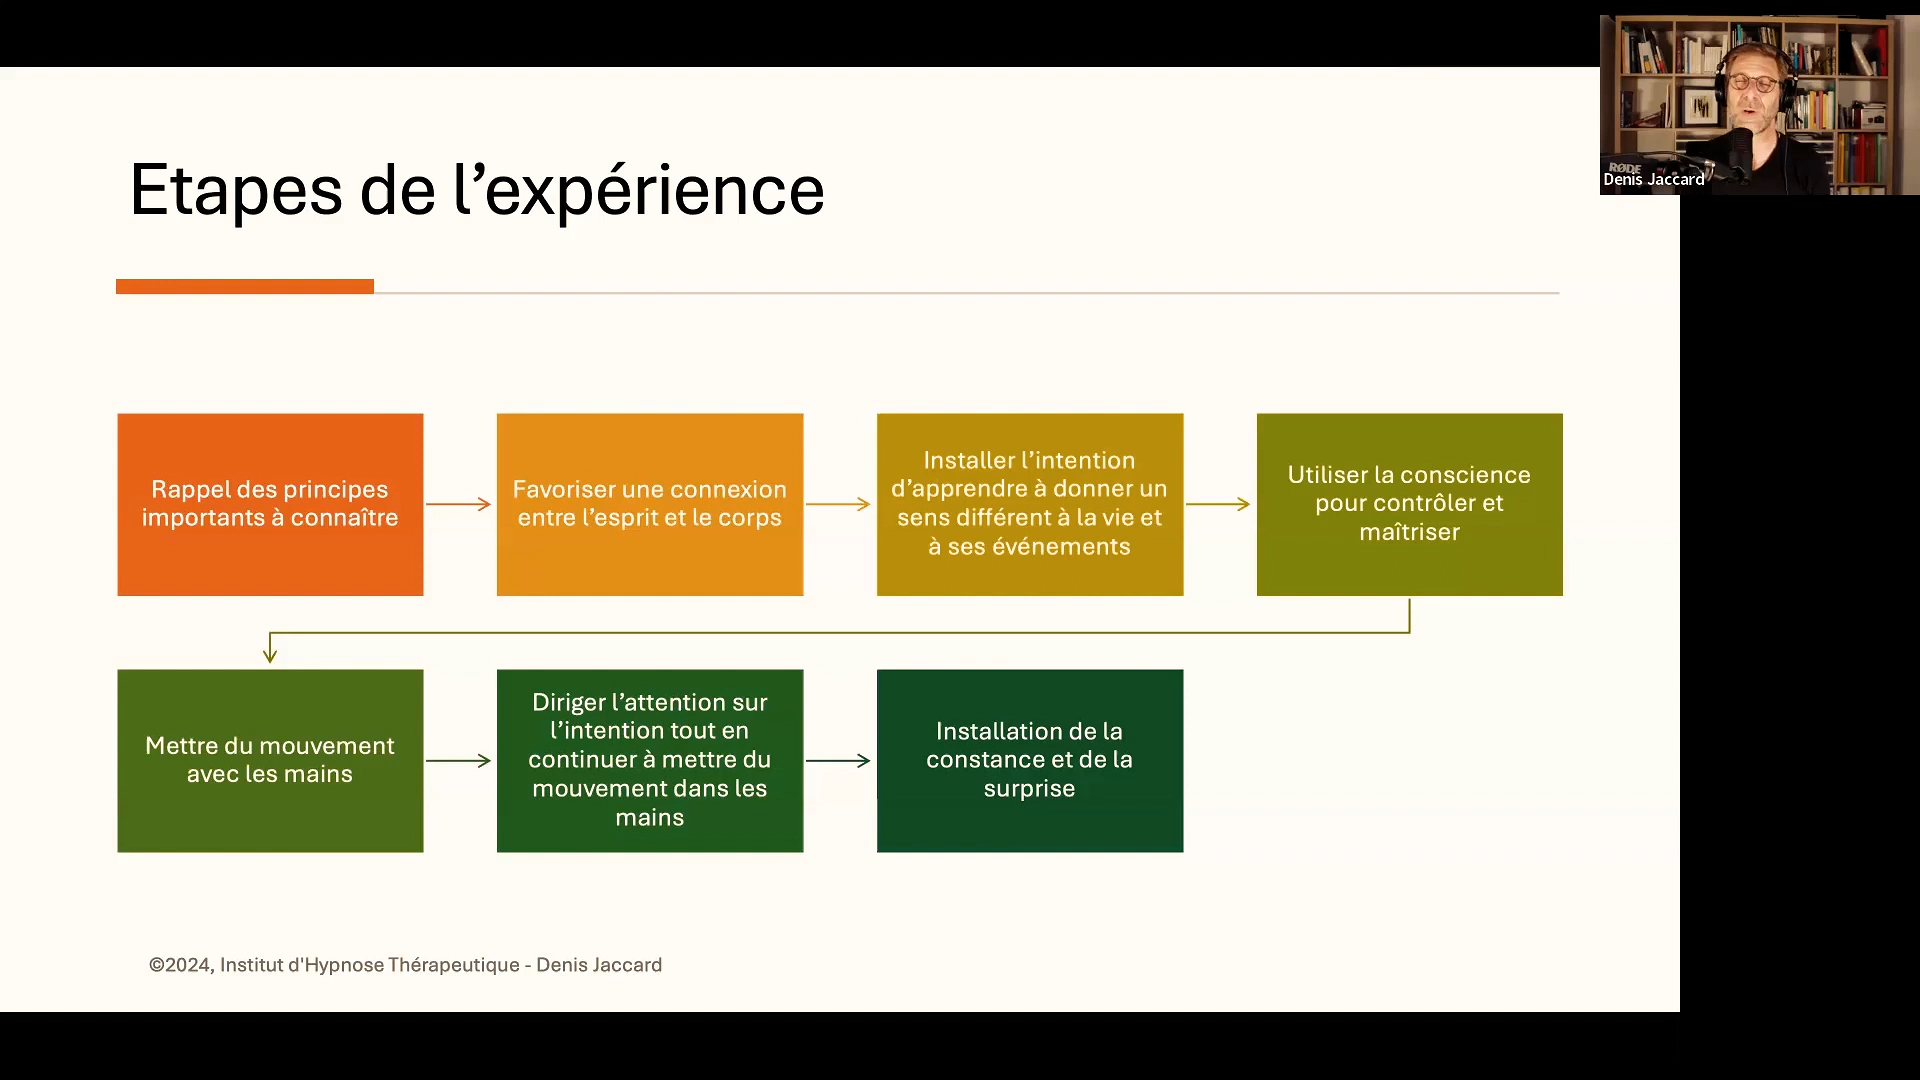 Etapes de l’expérience
Rappel des principes
importants à connaître
Favoriser une connexion
entre l’esprit et le corps
Installer l’intention
d’apprendre à donner un
sens différent à la vie et
à ses événements
Utiliser la conscience
pour contrôler et
maîtriser
Mettre du mouvement
avec les mains
Diriger l’attention sur
l’intention tout en
continuer à mettre du
mouvement dans les
mains
Installation de la
constance et de la
surprise
©2024, Institut d'Hypnose Thérapeutique - Denis Jaccard
RØDE
Denis Jaccard